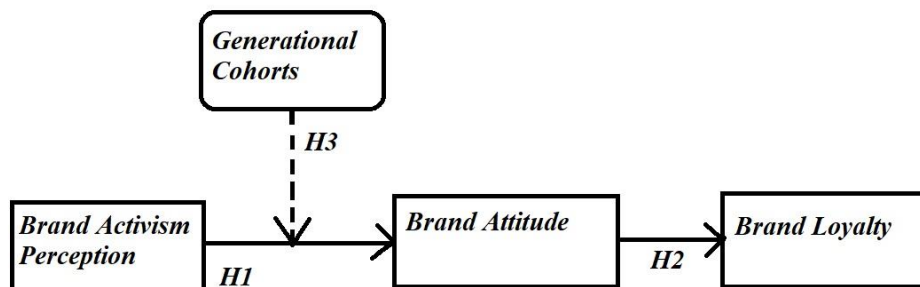 Generational
Cohorts
H3
Brand Activism
Perception
H1
Brand Attitude
H2
Brand Loyalty